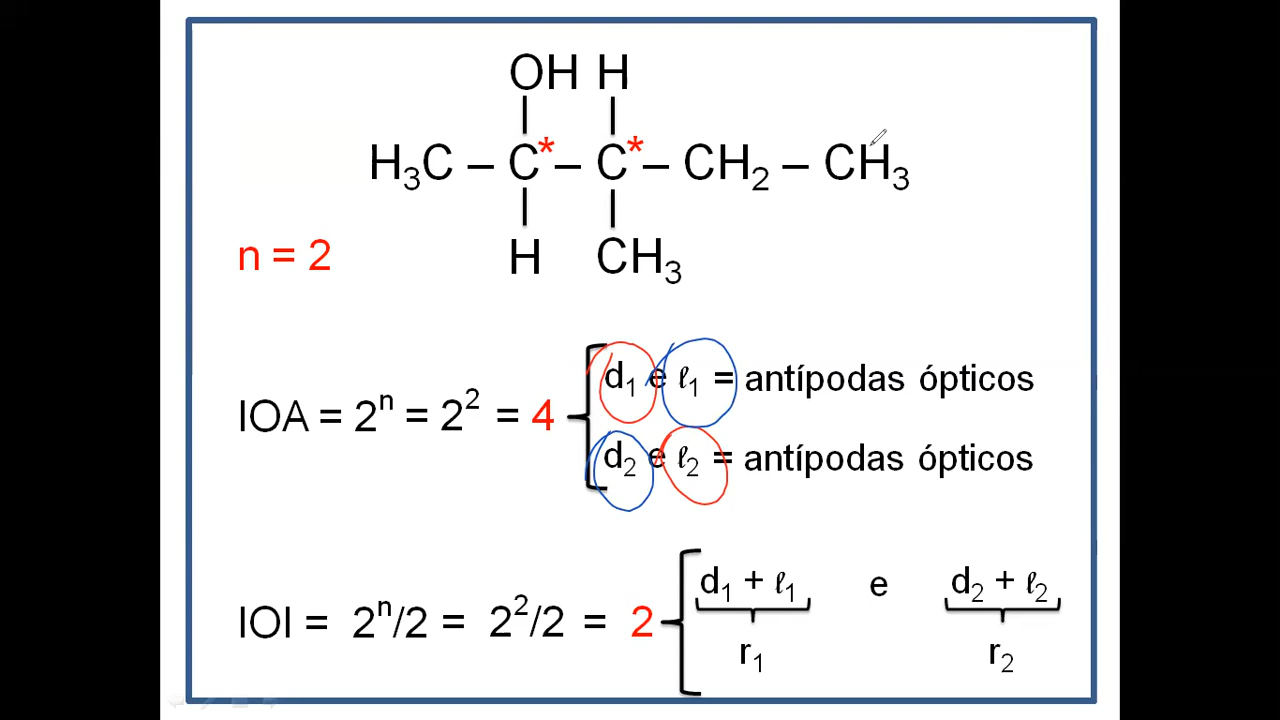 OH H
H₃C – C* – C* – CH₂ – CH₃
n = 2
H CH₃
d₁ e ℓ₁ = antípodas ópticos
IOA = 2ⁿ = 2² = 4
d₂ e ℓ₂ = antípodas ópticos
d₁ + ℓ₁ e d₂ + ℓ₂
IOI = 2ⁿ/2 = 2²/2 = 2
r₁ r₂